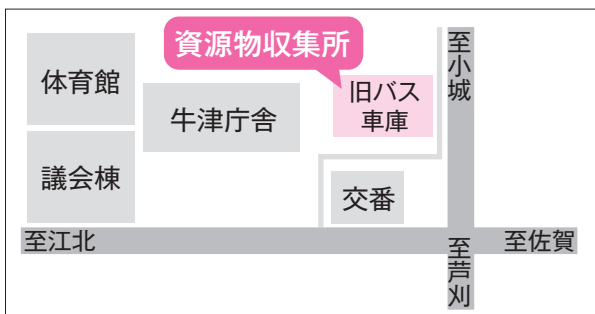 資源物収集所
体育館
牛津庁舎
旧バス
車庫
至小城
議会棟
交番
至江北
至芦刈
至佐賀